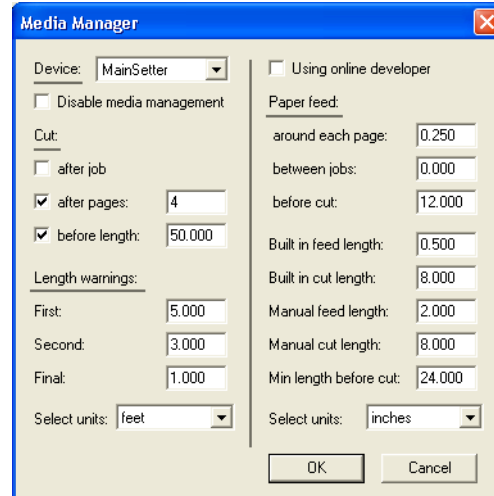 Media Manager
Device: MainSetter
Disable media management
Cut:
after job
after pages: 4
before length: 50.000
Length warnings:
First: 5.000
Second: 3.000
Final: 1.000
Select units: feet
Using online developer
Paper feed:
around each page: 0.250
between jobs: 0.000
before cut: 12.000
Built in feed length: 0.500
Built in cut length: 8.000
Manual feed length: 2.000
Manual cut length: 8.000
Min length before cut: 24.000
Select units: inches
OK Cancel